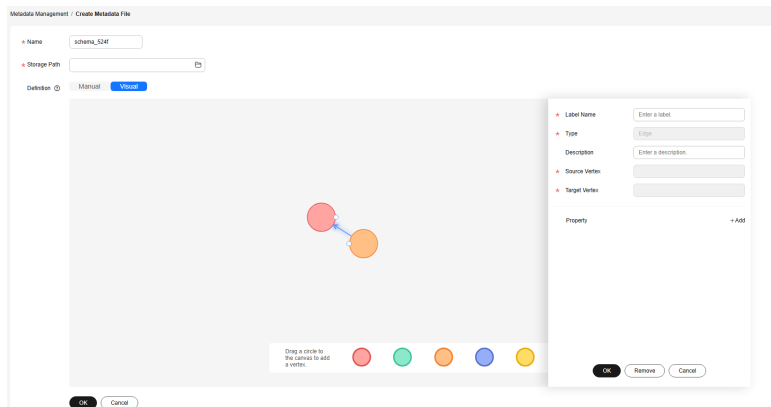 Metadata Management / Create Metadata File
* Name schema_524f
* Storage Path
Definition ? Manual Visual
* Label Name Enter a label.
* Type Edge
Description Enter a description.
* Source Vertex
* Target Vertex
Property + Add
Drag a circle to
the canvas to add
a vertex.
OK Remove Cancel
OK Cancel